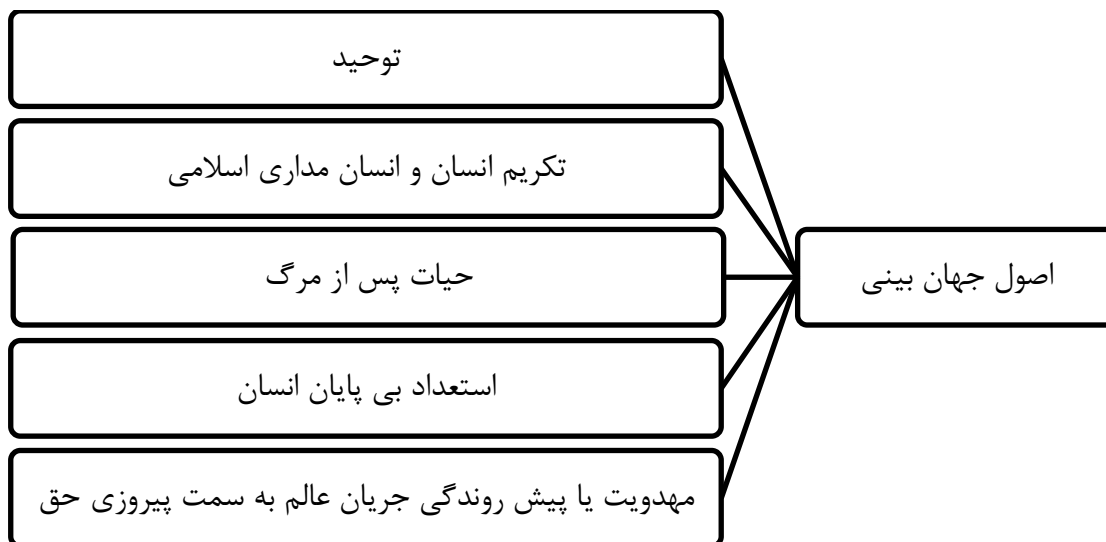 اصول جهان بینی
توحید
تکریم انسان و انسان مداری اسلامی
حیات پس از مرگ
استعداد بی پایان انسان
مهدویت یا پیش روندگی جریان عالم به سمت پیروزی حق